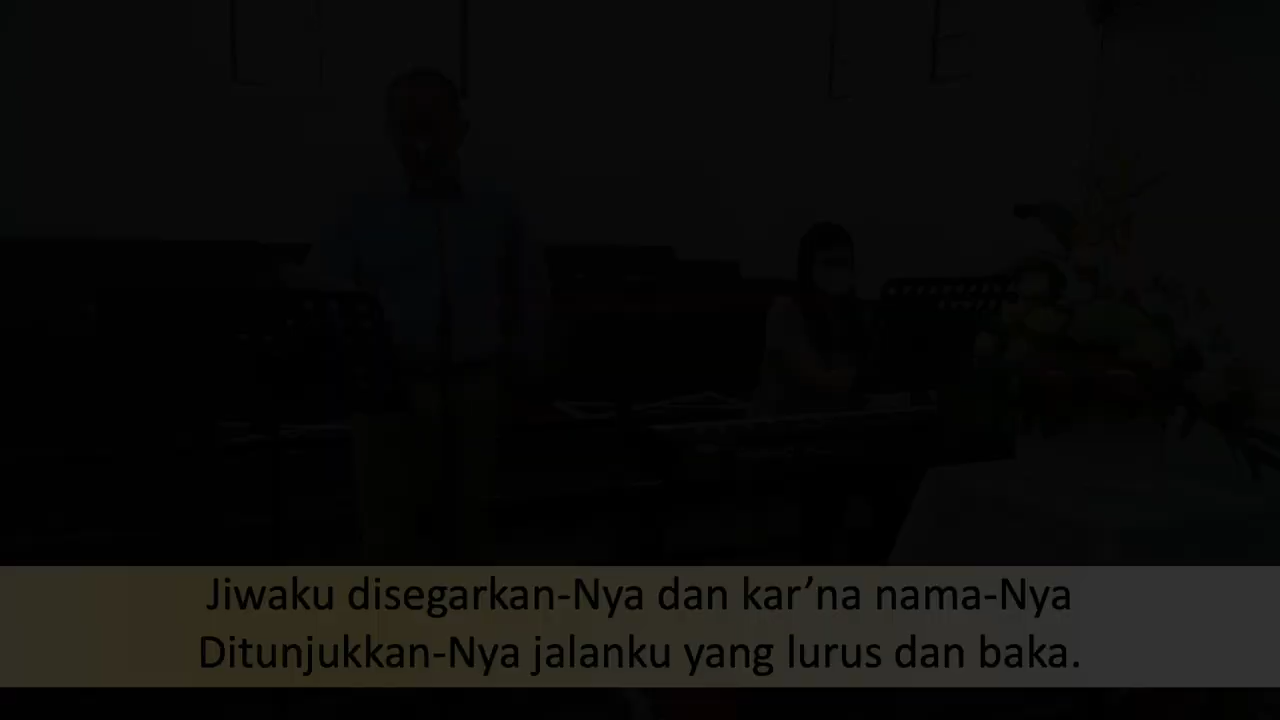 Jiwaku disegarkan-Nya dan kar’na nama-Nya
Ditunjukkan-Nya jalanku yang lurus dan baka.